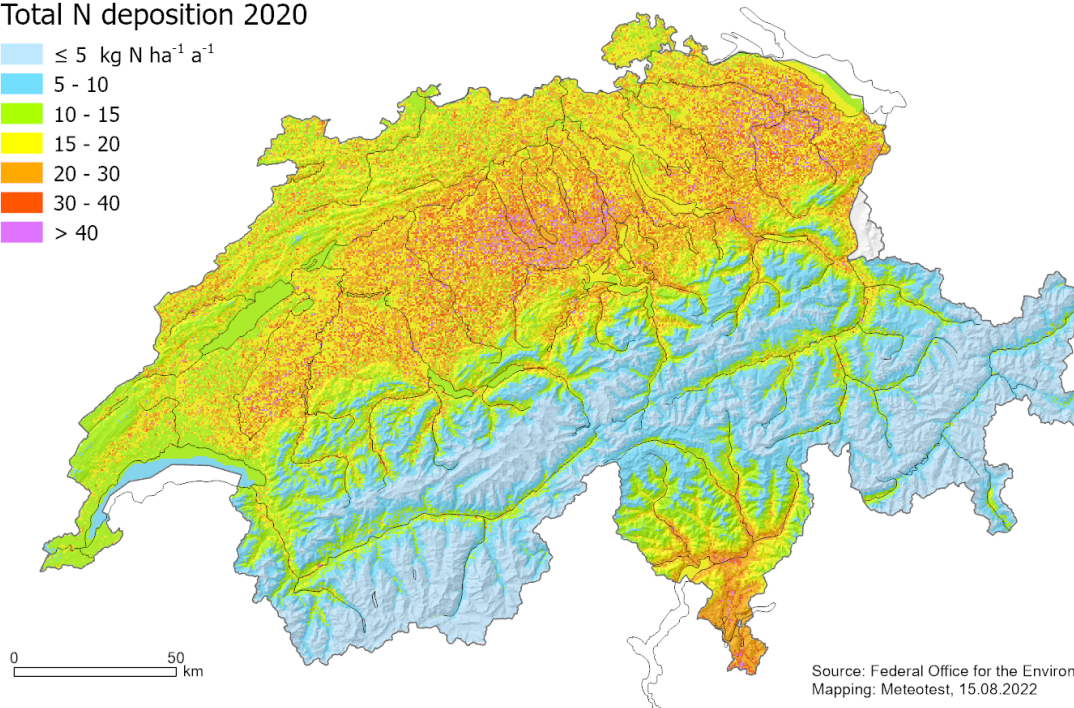 Total N deposition 2020
≤ 5 kg N ha⁻¹ a⁻¹
5 - 10
10 - 15
15 - 20
20 - 30
30 - 40
> 40
0 50
km
Source: Federal Office for the Environ
Mapping: Meteotest, 15.08.2022